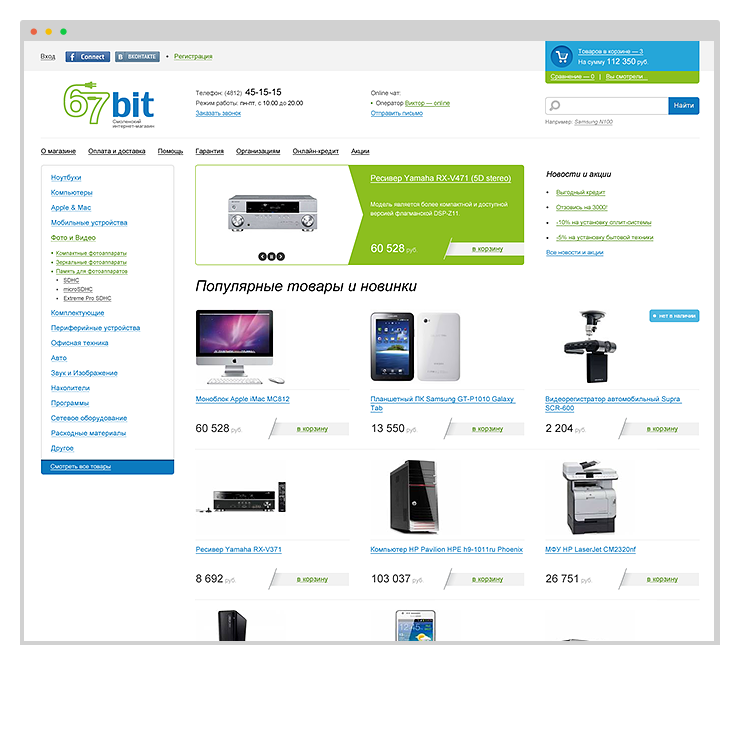 Вход
f Connect
В ВКОНТАКТЕ
• Регистрация
Товаров в корзине — 3
На сумму 112 350 руб.
Сравнение — 0 | Вы смотрели
67bit
Смоленский
интернет-магазин
Телефон: (4812) 45-15-15
Режим работы: пн-пт, с 10:00 до 20:00
Заказать звонок
Online чат:
• Оператор Виктор — online
Отправить письмо
Найти
Например: Samsung N100
О магазине Оплата и доставка Помощь Гарантия Организациям Онлайн-кредит Акции
Ноутбуки
Компьютеры
Apple & Mac
Мобильные устройства
Фото и Видео
• Компактные фотоаппараты
• Зеркальные фотоаппараты
• Память для фотоаппаратов
• SDHC
• microSDHC
• Extreme Pro SDHC
Комплектующие
Периферийные устройства
Офисная техника
Авто
Звук и Изображение
Накопители
Программы
Сетевое оборудование
Расходные материалы
Другое
Смотреть все товары
Ресивер Yamaha RX-V471 (5D stereo)
Модель является более компактной и доступной
версией флагманской DSP-Z11.
60 528 руб.
в корзину
Новости и акции
• Выгодный кредит
• Отзовись на 3000!
• -10% на установку сплит-системы
• -5% на установку бытовой техники
Все новости и акции
Популярные товары и новинки
нет в наличии
Моноблок Apple iMac MC812
60 528 руб.
в корзину
Планшетный ПК Samsung GT-P1010 Galaxy
Tab
13 550 руб.
в корзину
Видеорегистратор автомобильный Supra
SCR-600
2 204 руб.
в корзину
Ресивер Yamaha RX-V371
8 692 руб.
в корзину
Компьютер HP Pavilion HPE h9-1011ru Phoenix
103 037 руб.
в корзину
МФУ HP LaserJet CM2320nf
26 751 руб.
в корзину